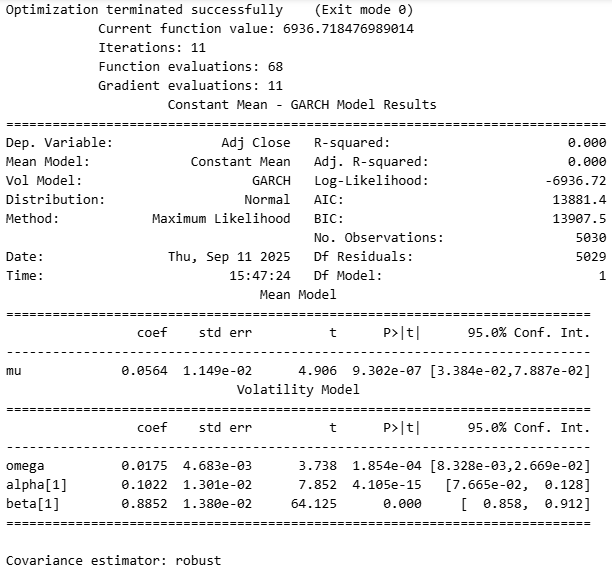 Optimization terminated successfully    (Exit mode 0)
            Current function value: 6936.718476989014
            Iterations: 11
            Function evaluations: 68
            Gradient evaluations: 11
                     Constant Mean - GARCH Model Results
==============================================================================
Dep. Variable:              Adj Close   R-squared:                       0.000
Mean Model:             Constant Mean   Adj. R-squared:                  0.000
Vol Model:                      GARCH   Log-Likelihood:               -6936.72
Distribution:                  Normal   AIC:                           13881.4
Method:            Maximum Likelihood   BIC:                           13907.5
                                        No. Observations:                 5030
Date:                Thu, Sep 11 2025   Df Residuals:                     5029
Time:                        15:47:24   Df Model:                            1
                                 Mean Model
============================================================================
                 coef    std err          t      P>|t|      95.0% Conf. Int.
----------------------------------------------------------------------------
mu             0.0564  1.149e-02      4.906  9.302e-07 [3.384e-02,7.887e-02]
                              Volatility Model
============================================================================
                 coef    std err          t      P>|t|      95.0% Conf. Int.
----------------------------------------------------------------------------
omega          0.0175  4.683e-03      3.738  1.854e-04 [8.328e-03,2.669e-02]
alpha[1]       0.1022  1.301e-02      7.852  4.105e-15   [7.665e-02,  0.128]
beta[1]        0.8852  1.380e-02     64.125      0.000     [  0.858,  0.912]
============================================================================

Covariance estimator: robust